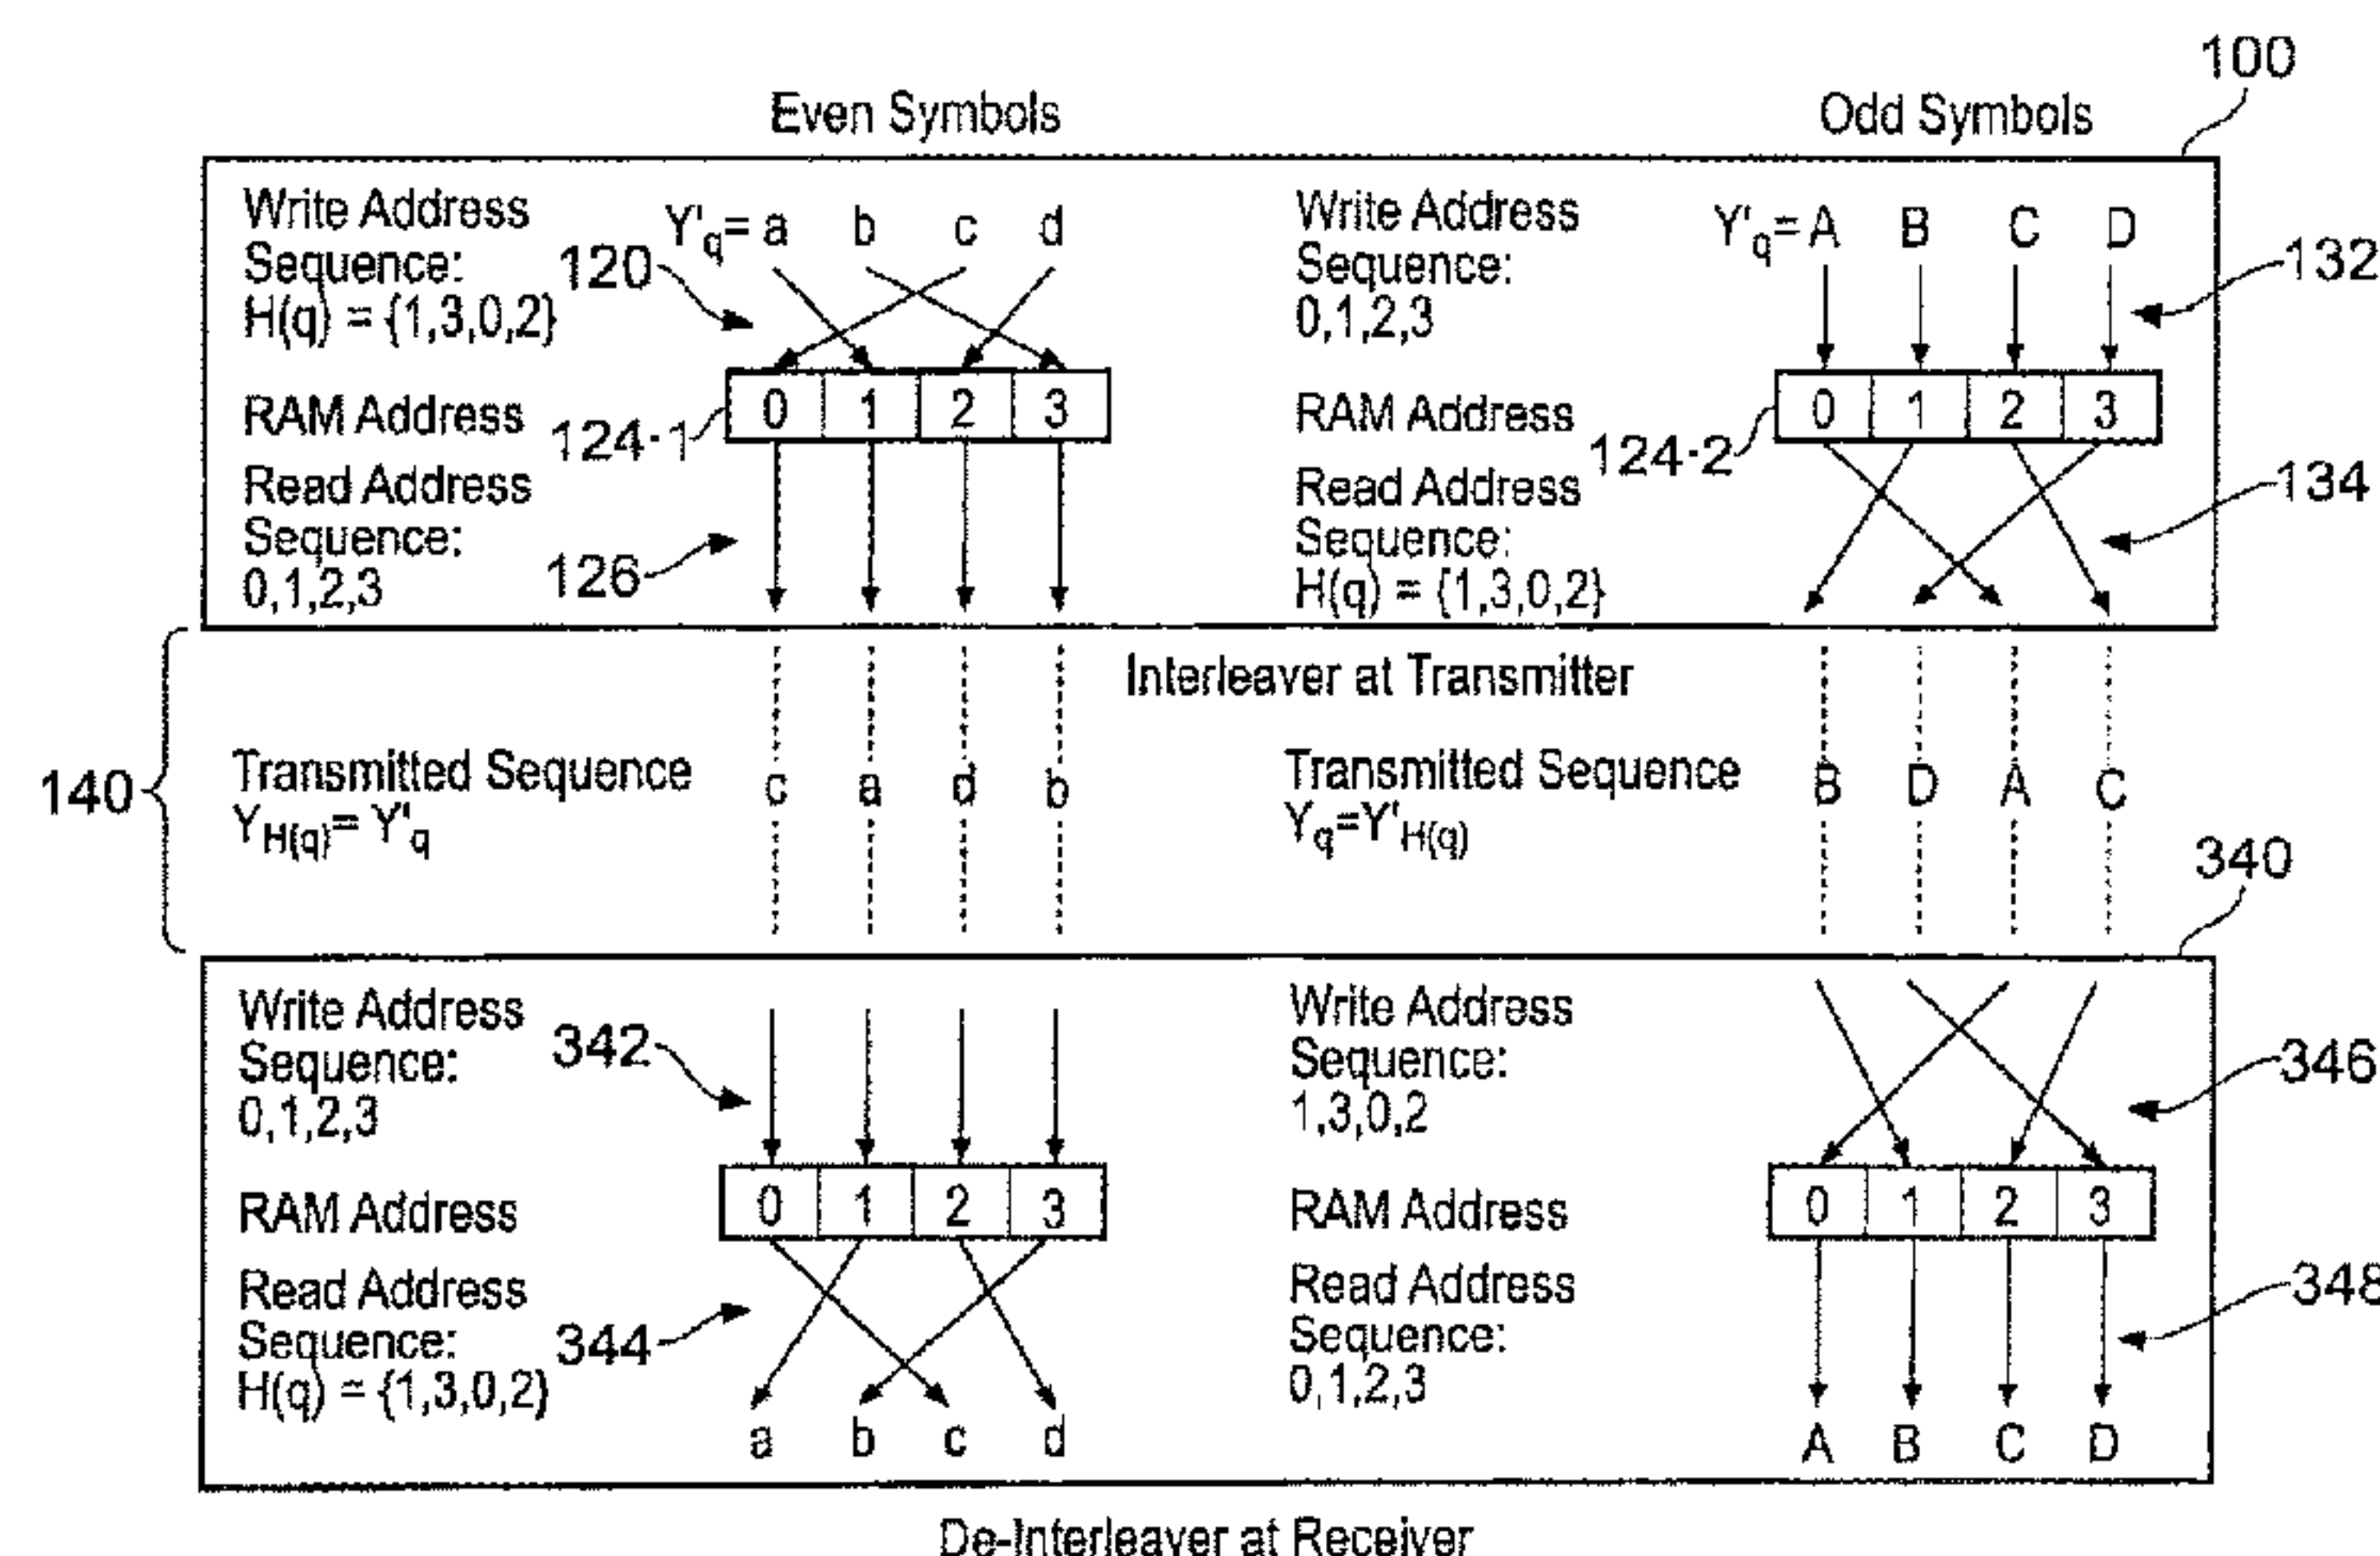 100
Even Symbols
Odd Symbols
Write Address
Sequence:
H(q) = {1,3,0,2}
120
Y'q= a b c d
RAM Address
124-1
0 1 2 3
Read Address
Sequence:
0,1,2,3
126
Write Address
Sequence:
0,1,2,3
Y'q= A B C D
132
RAM Address
124-2
0 1 2 3
Read Address
Sequence:
H(q) = {1,3,0,2}
134
Interleaver at Transmitter
140
Transmitted Sequence
YH(q)= Y'q
c a d b
Transmitted Sequence
Yq=Y'H(q)
B D A C
340
Write Address
Sequence:
0,1,2,3
342
RAM Address
0 1 2 3
Read Address
Sequence:
H(q) = {1,3,0,2}
344
a b c d
Write Address
Sequence:
1,3,0,2
346
RAM Address
0 1 2 3
Read Address
Sequence:
0,1,2,3
348
A B C D
De-Interleaver at Receiver